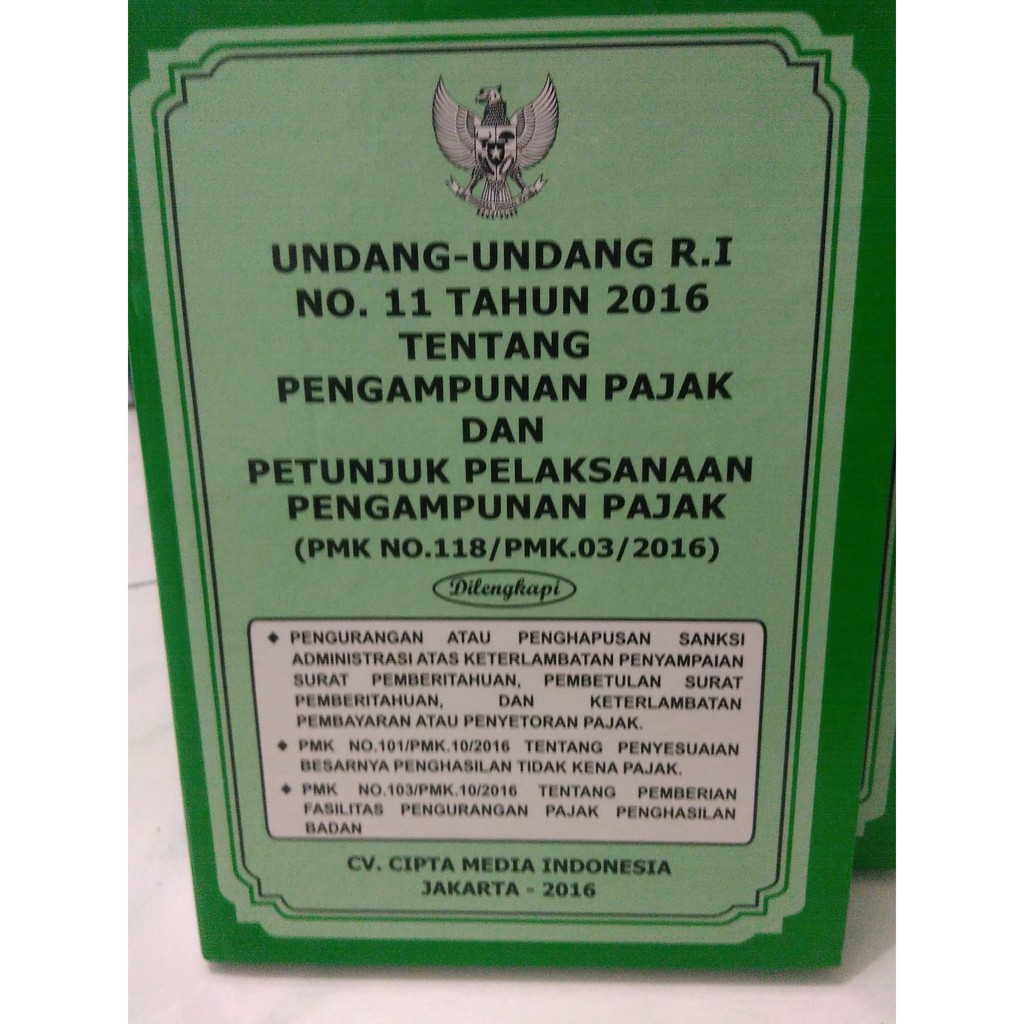 UNDANG-UNDANG R.I
NO. 11 TAHUN 2016
TENTANG
PENGAMPUNAN PAJAK
DAN
PETUNJUK PELAKSANAAN
PENGAMPUNAN PAJAK
(PMK NO.118/PMK.03/2016)
Dilengkapi
◆ PENGURANGAN ATAU PENGHAPUSAN SANKSI
ADMINISTRASI ATAS KETERLAMBATAN PENYAMPAIAN
SURAT PEMBERITAHUAN, PEMBETULAN SURAT
PEMBERITAHUAN, DAN KETERLAMBATAN
PEMBAYARAN ATAU PENYETORAN PAJAK.
◆ PMK NO.101/PMK.10/2016 TENTANG PENYESUAIAN
BESARNYA PENGHASILAN TIDAK KENA PAJAK.
◆ PMK NO.103/PMK.10/2016 TENTANG PEMBERIAN
FASILITAS PENGURANGAN PAJAK PENGHASILAN
BADAN
CV. CIPTA MEDIA INDONESIA
JAKARTA - 2016